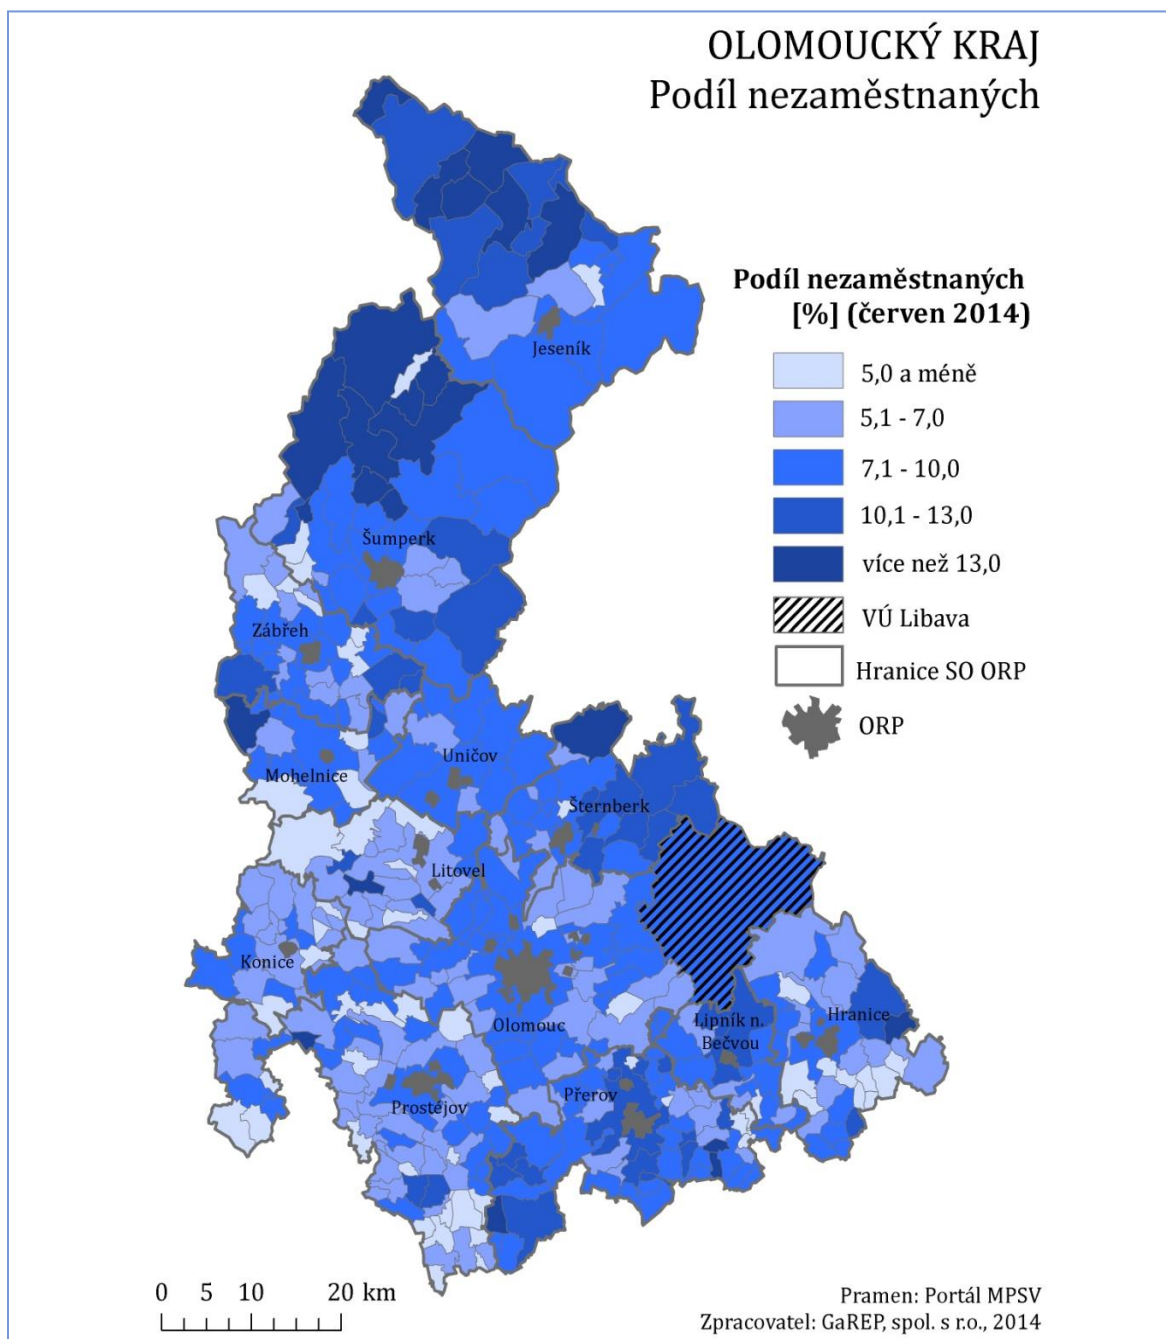 OLOMOUCKÝ KRAJ
Podíl nezaměstnaných
Podíl nezaměstnaných
[%] (červen 2014)
5,0 a méně
5,1 - 7,0
7,1 - 10,0
10,1 - 13,0
více než 13,0
VÚ Libava
Hranice SO ORP
ORP
Jeseník
Šumperk
Zábřeh
Uničov
Mohelnice
Šternberk
Litovel
Konice
Olomouc
Lipník n.
Bečvou
Hranice
Přerov
Prostějov
0 5 10 20 km
Pramen: Portál MPSV
Zpracovatel: GaREP, spol. s r.o., 2014